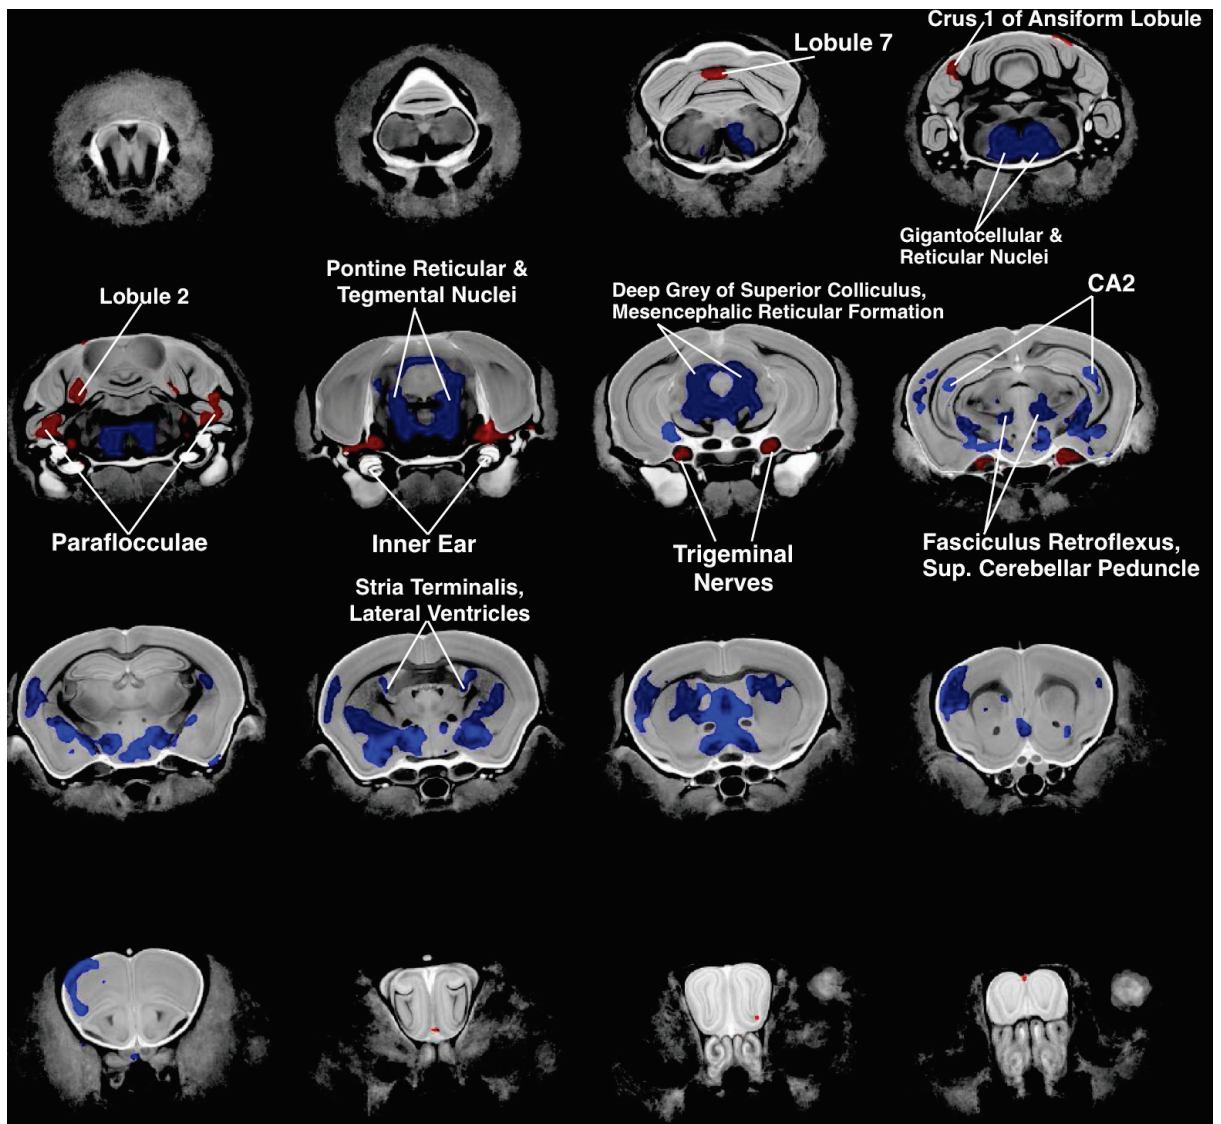 Crus 1 of Ansiform Lobule
Lobule 7
Gigantocellular &
Reticular Nuclei
Pontine Reticular &
Tegmental Nuclei
Lobule 2
Deep Grey of Superior Colliculus,
Mesencephalic Reticular Formation
CA2
Paraflocculae
Inner Ear
Trigeminal
Nerves
Fasciculus Retroflexus,
Sup. Cerebellar Peduncle
Stria Terminalis,
Lateral Ventricles